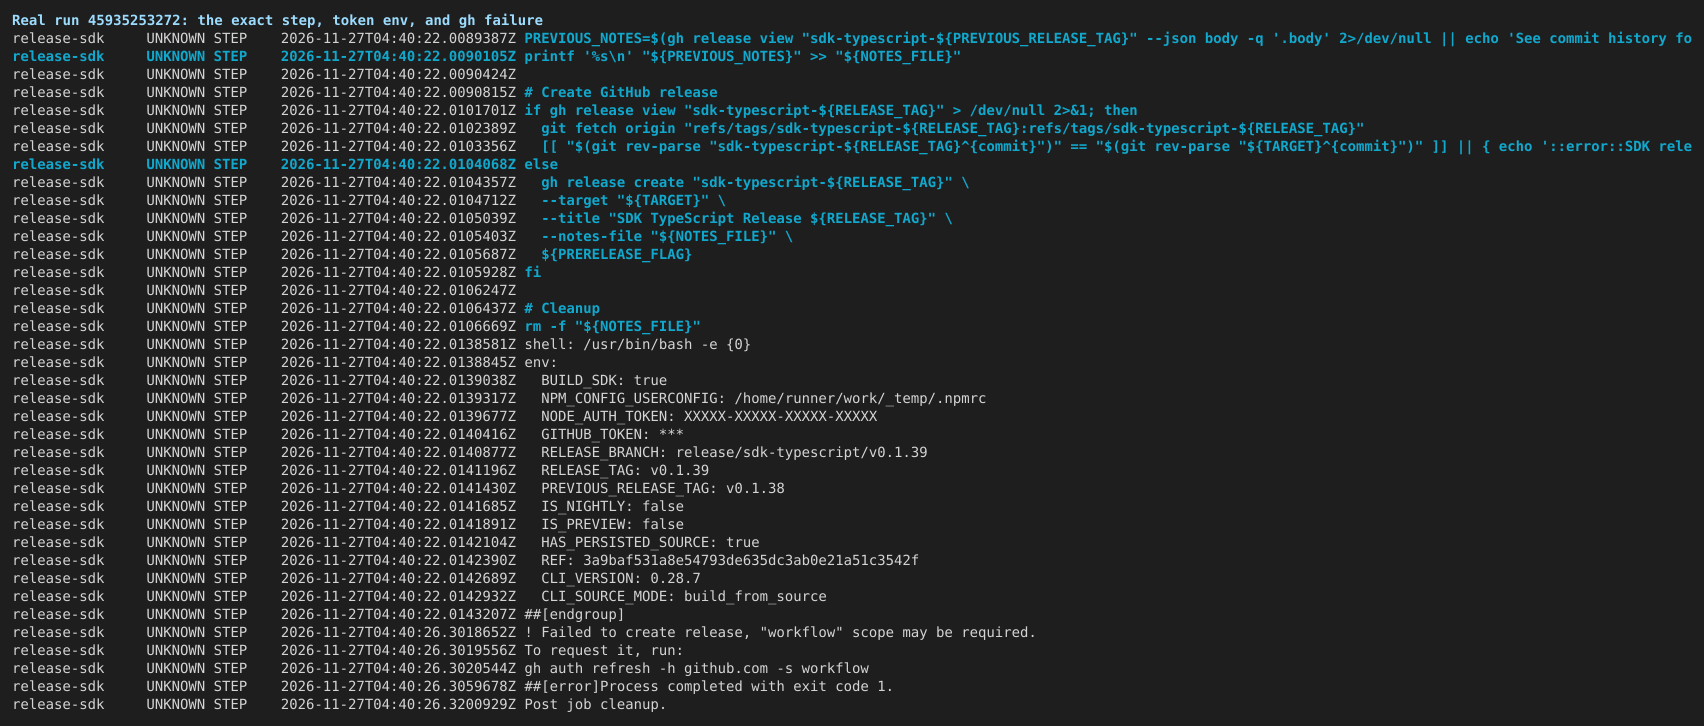 Real run 45935253272: the exact step, token env, and gh failure
release-sdk     UNKNOWN STEP    2026-11-27T04:40:22.0089387Z PREVIOUS_NOTES=$(gh release view "sdk-typescript-${PREVIOUS_RELEASE_TAG}" --json body -q '.body' 2>/dev/null || echo 'See commit history fo
release-sdk     UNKNOWN STEP    2026-11-27T04:40:22.0090105Z printf '%s\n' "${PREVIOUS_NOTES}" >> "${NOTES_FILE}"
release-sdk     UNKNOWN STEP    2026-11-27T04:40:22.0090424Z
release-sdk     UNKNOWN STEP    2026-11-27T04:40:22.0090815Z # Create GitHub release
release-sdk     UNKNOWN STEP    2026-11-27T04:40:22.0101701Z if gh release view "sdk-typescript-${RELEASE_TAG}" > /dev/null 2>&1; then
release-sdk     UNKNOWN STEP    2026-11-27T04:40:22.0102389Z   git fetch origin "refs/tags/sdk-typescript-${RELEASE_TAG}:refs/tags/sdk-typescript-${RELEASE_TAG}"
release-sdk     UNKNOWN STEP    2026-11-27T04:40:22.0103356Z   [[ "$(git rev-parse "sdk-typescript-${RELEASE_TAG}^{commit}")" == "$(git rev-parse "${TARGET}^{commit}")" ]] || { echo '::error::SDK rele
release-sdk     UNKNOWN STEP    2026-11-27T04:40:22.0104068Z else
release-sdk     UNKNOWN STEP    2026-11-27T04:40:22.0104357Z   gh release create "sdk-typescript-${RELEASE_TAG}" \
release-sdk     UNKNOWN STEP    2026-11-27T04:40:22.0104712Z   --target "${TARGET}" \
release-sdk     UNKNOWN STEP    2026-11-27T04:40:22.0105039Z   --title "SDK TypeScript Release ${RELEASE_TAG}" \
release-sdk     UNKNOWN STEP    2026-11-27T04:40:22.0105403Z   --notes-file "${NOTES_FILE}" \
release-sdk     UNKNOWN STEP    2026-11-27T04:40:22.0105687Z   ${PRERELEASE_FLAG}
release-sdk     UNKNOWN STEP    2026-11-27T04:40:22.0105928Z fi
release-sdk     UNKNOWN STEP    2026-11-27T04:40:22.0106247Z
release-sdk     UNKNOWN STEP    2026-11-27T04:40:22.0106437Z # Cleanup
release-sdk     UNKNOWN STEP    2026-11-27T04:40:22.0106669Z rm -f "${NOTES_FILE}"
release-sdk     UNKNOWN STEP    2026-11-27T04:40:22.0138581Z shell: /usr/bin/bash -e {0}
release-sdk     UNKNOWN STEP    2026-11-27T04:40:22.0138845Z env:
release-sdk     UNKNOWN STEP    2026-11-27T04:40:22.0139038Z   BUILD_SDK: true
release-sdk     UNKNOWN STEP    2026-11-27T04:40:22.0139317Z   NPM_CONFIG_USERCONFIG: /home/runner/work/_temp/.npmrc
release-sdk     UNKNOWN STEP    2026-11-27T04:40:22.0139677Z   NODE_AUTH_TOKEN: XXXXX-XXXXX-XXXXX-XXXXX
release-sdk     UNKNOWN STEP    2026-11-27T04:40:22.0140416Z   GITHUB_TOKEN: ***
release-sdk     UNKNOWN STEP    2026-11-27T04:40:22.0140877Z   RELEASE_BRANCH: release/sdk-typescript/v0.1.39
release-sdk     UNKNOWN STEP    2026-11-27T04:40:22.0141196Z   RELEASE_TAG: v0.1.39
release-sdk     UNKNOWN STEP    2026-11-27T04:40:22.0141430Z   PREVIOUS_RELEASE_TAG: v0.1.38
release-sdk     UNKNOWN STEP    2026-11-27T04:40:22.0141685Z   IS_NIGHTLY: false
release-sdk     UNKNOWN STEP    2026-11-27T04:40:22.0141891Z   IS_PREVIEW: false
release-sdk     UNKNOWN STEP    2026-11-27T04:40:22.0142104Z   HAS_PERSISTED_SOURCE: true
release-sdk     UNKNOWN STEP    2026-11-27T04:40:22.0142390Z   REF: 3a9baf531a8e54793de635dc3ab0e21a51c3542f
release-sdk     UNKNOWN STEP    2026-11-27T04:40:22.0142689Z   CLI_VERSION: 0.28.7
release-sdk     UNKNOWN STEP    2026-11-27T04:40:22.0142932Z   CLI_SOURCE_MODE: build_from_source
release-sdk     UNKNOWN STEP    2026-11-27T04:40:22.0143207Z ##[endgroup]
release-sdk     UNKNOWN STEP    2026-11-27T04:40:26.3018652Z ! Failed to create release, "workflow" scope may be required.
release-sdk     UNKNOWN STEP    2026-11-27T04:40:26.3019556Z To request it, run:
release-sdk     UNKNOWN STEP    2026-11-27T04:40:26.3020544Z gh auth refresh -h github.com -s workflow
release-sdk     UNKNOWN STEP    2026-11-27T04:40:26.3059678Z ##[error]Process completed with exit code 1.
release-sdk     UNKNOWN STEP    2026-11-27T04:40:26.3200929Z Post job cleanup.